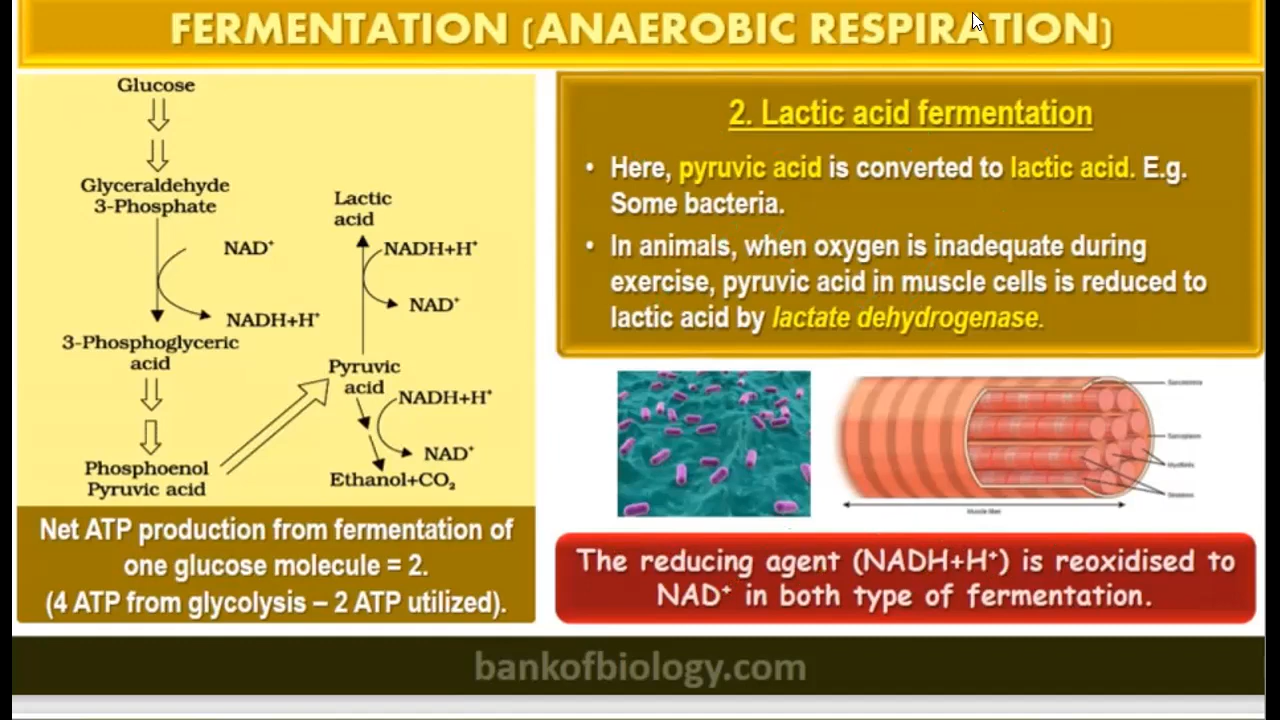 FERMENTATION (ANAEROBIC RESPIRATION)
Glucose
Glyceraldehyde
3-Phosphate
NAD⁺
NADH+H⁺
3-Phosphoglyceric
acid
Phosphoenol
Pyruvic acid
Lactic
acid
NADH+H⁺
NAD⁺
Pyruvic
acid
NADH+H⁺
NAD⁺
Ethanol+CO₂
Net ATP production from fermentation of
one glucose molecule = 2.
(4 ATP from glycolysis – 2 ATP utilized).
2. Lactic acid fermentation
• Here, pyruvic acid is converted to lactic acid. E.g.
Some bacteria.
• In animals, when oxygen is inadequate during
exercise, pyruvic acid in muscle cells is reduced to
lactic acid by lactate dehydrogenase.
Sarcoplasm
Myofibrils
Muscle fiber
The reducing agent (NADH+H⁺) is reoxidised to
NAD⁺ in both type of fermentation.
bankofbiology.com